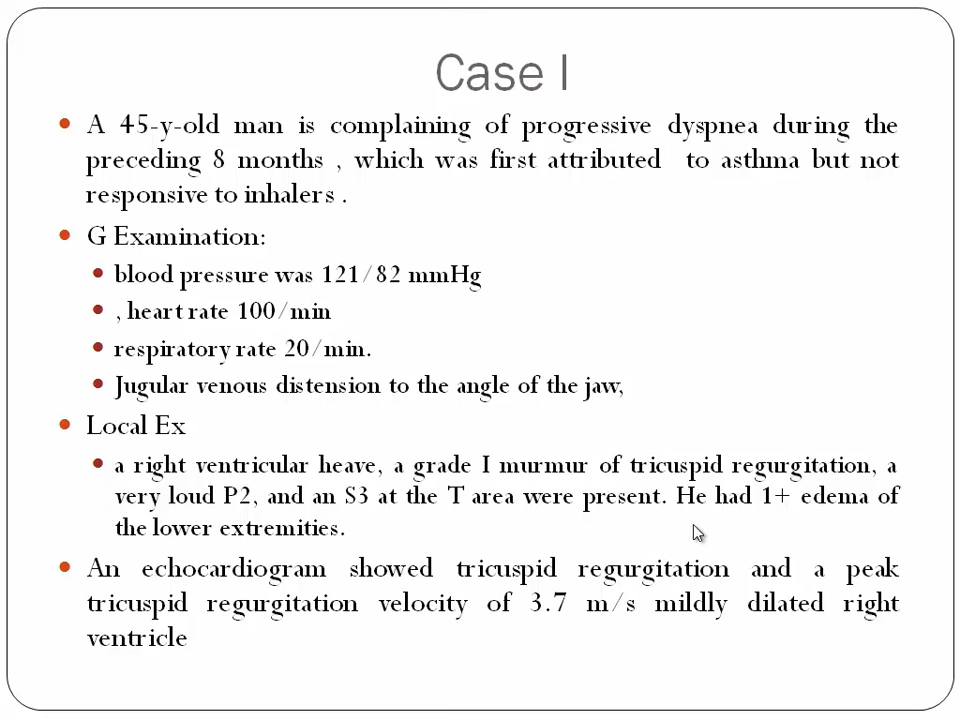 Case I
A 45-y-old man is complaining of progressive dyspnea during the
preceding 8 months , which was first attributed to asthma but not
responsive to inhalers .
G Examination:
blood pressure was 121/82 mmHg
, heart rate 100/min
respiratory rate 20/min.
Jugular venous distension to the angle of the jaw,
Local Ex
a right ventricular heave, a grade I murmur of tricuspid regurgitation, a
very loud P2, and an S3 at the T area were present. He had 1+ edema of
the lower extremities.
An echocardiogram showed tricuspid regurgitation and a peak
tricuspid regurgitation velocity of 3.7 m/s mildly dilated right
ventricle